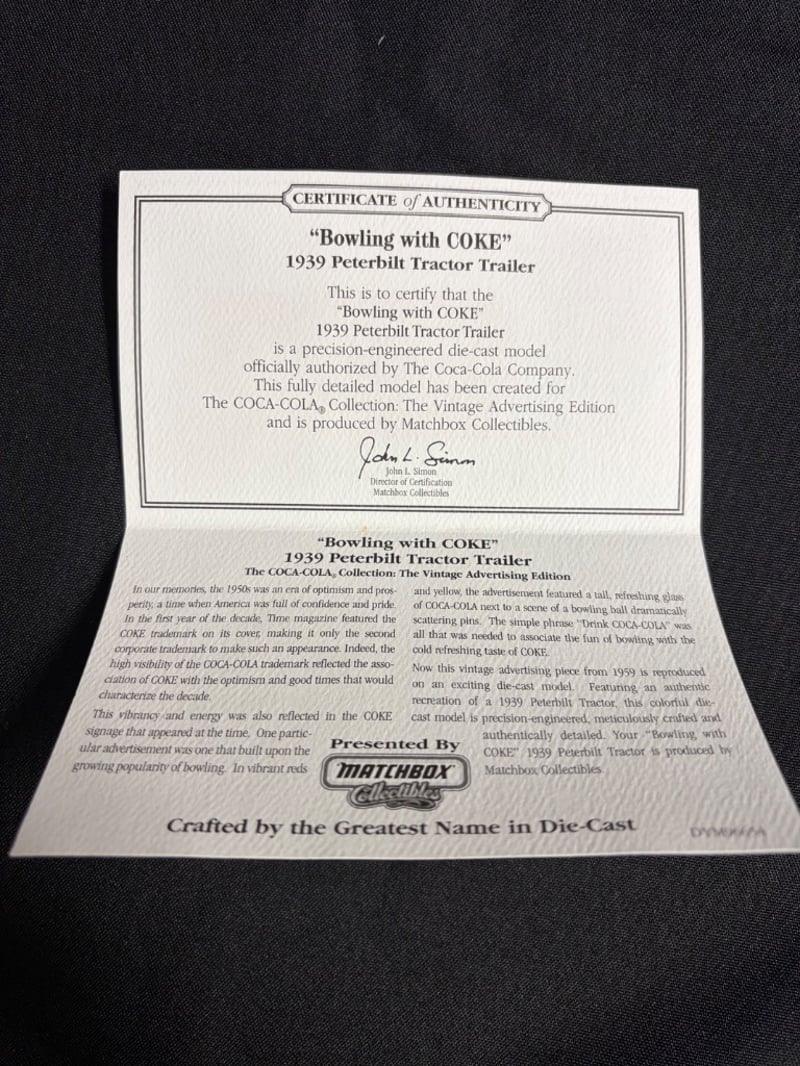 CERTIFICATE of AUTHENTICITY
“Bowling with COKE”
1939 Peterbilt Tractor Trailer
This is to certify that the
“Bowling with COKE”
1939 Peterbilt Tractor Trailer
is a precision-engineered die-cast model
officially authorized by The Coca-Cola Company.
This fully detailed model has been created for
The COCA-COLA® Collection: The Vintage Advertising Edition
and is produced by Matchbox Collectibles.
John L. Simon
John L. Simon
Director of Certification
Matchbox Collectibles
“Bowling with COKE”
1939 Peterbilt Tractor Trailer
The COCA-COLA® Collection: The Vintage Advertising Edition
In our memories, the 1950s was an era of optimism and pros-
perity, a time when America was full of confidence and pride.
In the first year of the decade, Time magazine featured the
COKE trademark on its cover, making it only the second
corporate trademark to make such an appearance. Indeed, the
high visibility of the COCA-COLA trademark reflected the asso-
ciation of COKE with the optimism and good times that would
characterize the decade.
This vibrancy and energy was also reflected in the COKE
signage that appeared at the time. One partic-
ular advertisement was one that built upon the
growing popularity of bowling. In vibrant reds
and yellow, the advertisement featured a tall, refreshing glass
of COCA-COLA next to a scene of a bowling ball dramatically
scattering pins. The simple phrase “Drink COCA-COLA” was
all that was needed to associate the fun of bowling with the
cold refreshing taste of COKE.
Now this vintage advertising piece from 1959 is reproduced
on an exciting die-cast model. Featuring an authentic
recreation of a 1939 Peterbilt Tractor, this colorful die-
cast model is precision-engineered, meticulously crafted and
authentically detailed. Your “Bowling with
COKE” 1939 Peterbilt Tractor is produced by
Matchbox Collectibles.
Presented By
MATCHBOX
Collectibles
Crafted by the Greatest Name in Die-Cast